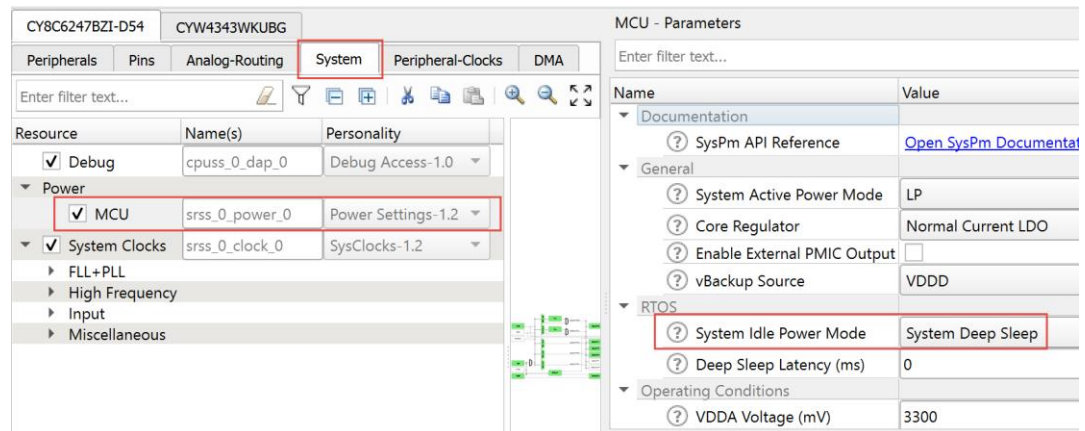 CY8C6247BZI-D54 CYW4343WKUBG
Peripherals Pins Analog-Routing System Peripheral-Clocks DMA
Enter filter text...
Resource Name(s) Personality
Debug cpuss_0_dap_0 Debug Access-1.0
Power
MCU srss_0_power_0 Power Settings-1.2
System Clocks srss_0_clock_0 SysClocks-1.2
FLL+PLL
High Frequency
Input
Miscellaneous
MCU - Parameters
Enter filter text...
Name Value
Documentation
? SysPm API Reference Open SysPm Documentat
General
? System Active Power Mode LP
? Core Regulator Normal Current LDO
? Enable External PMIC Output
? vBackup Source VDDD
RTOS
? System Idle Power Mode System Deep Sleep
? Deep Sleep Latency (ms) 0
Operating Conditions
? VDDA Voltage (mV) 3300